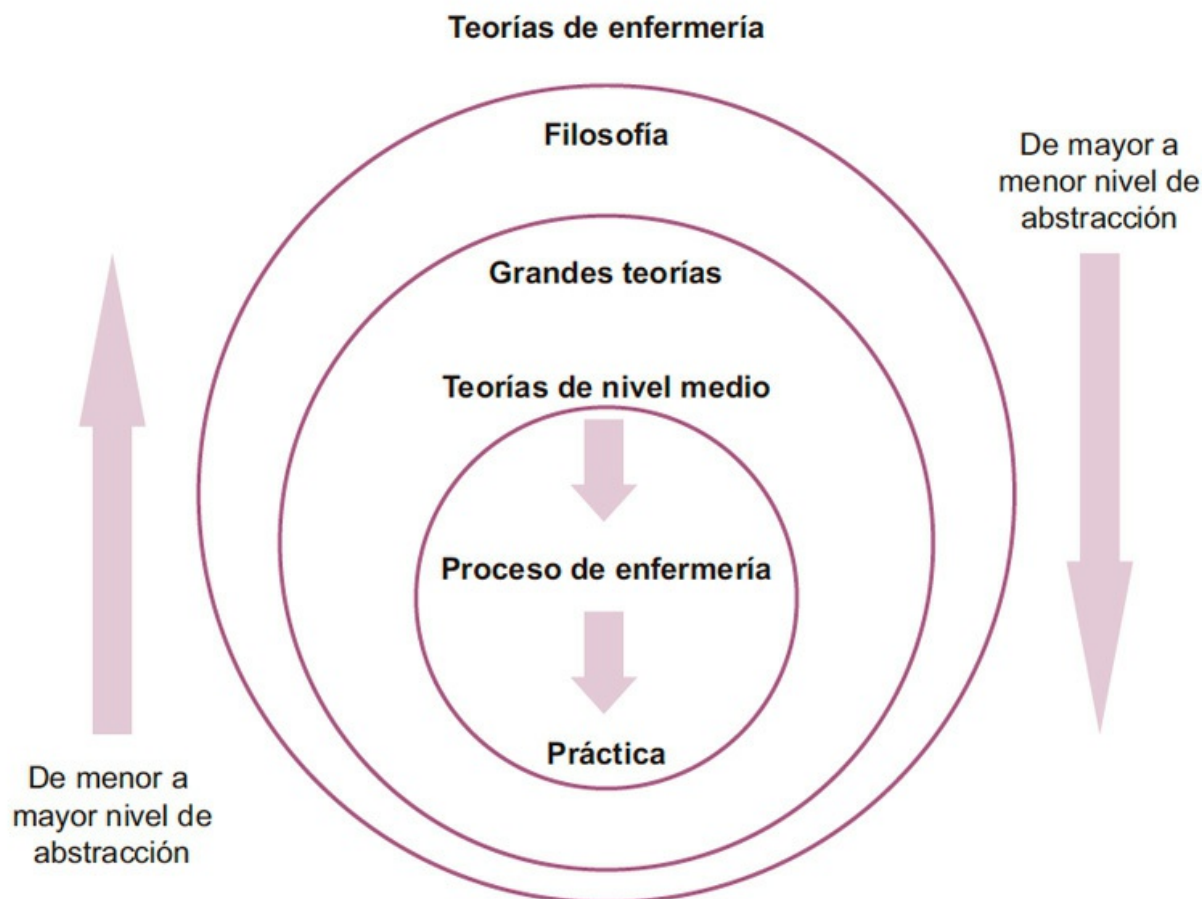 Teorías de enfermería
Filosofía
De mayor a
menor nivel de
abstracción
Grandes teorías
Teorías de nivel medio
Proceso de enfermería
Práctica
De menor a
mayor nivel de
abstracción